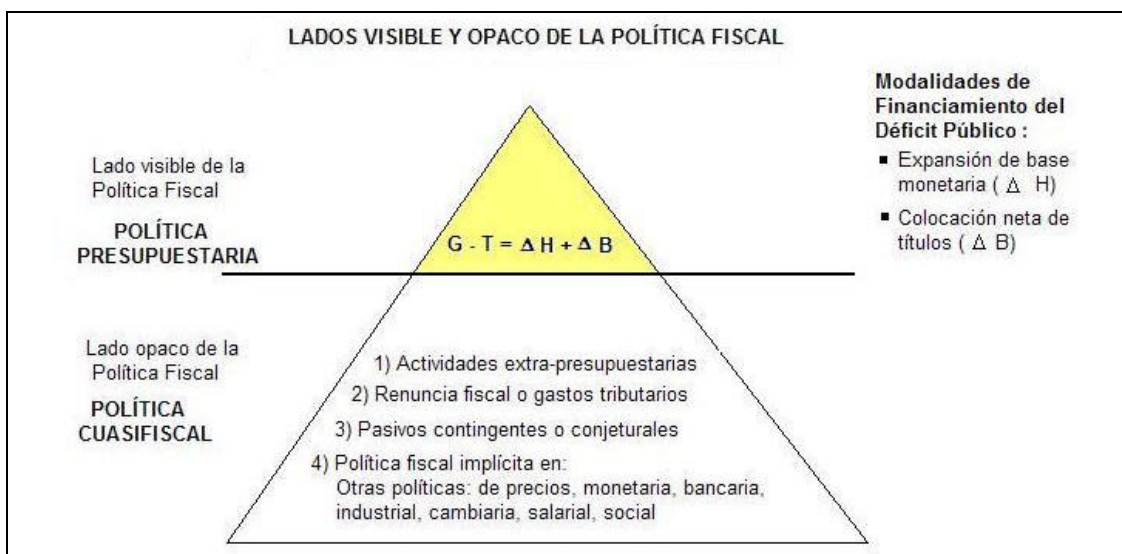 LADOS VISIBLE Y OPACO DE LA POLÍTICA FISCAL
Modalidades de
Financiamiento del
Déficit Público :
▪ Expansión de base
monetaria ( Δ H)
▪ Colocación neta de
títulos ( Δ B)
Lado visible de la
Política Fiscal
POLÍTICA
PRESUPUESTARIA
G - T = Δ H + Δ B
Lado opaco de la
Política Fiscal
POLÍTICA
CUASIFISCAL
1) Actividades extra-presupuestarias
2) Renuncia fiscal o gastos tributarios
3) Pasivos contingentes o conjeturales
4) Política fiscal implícita en:
Otras políticas: de precios, monetaria, bancaria,
industrial, cambiaria, salarial, social